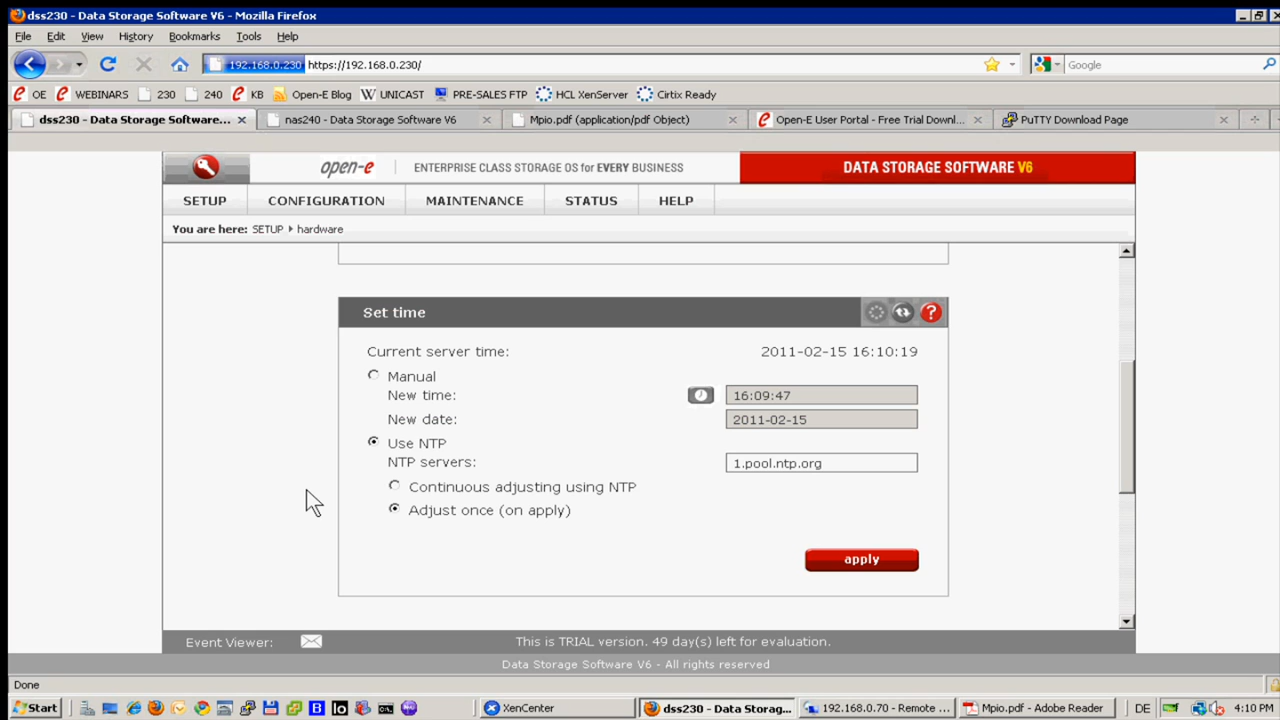 dss230 - Data Storage Software V6 - Mozilla Firefox
File Edit View History Bookmarks Tools Help
192.168.0.230 https://192.168.0.230/ Google
OE WEBINARS 230 240 KB Open-E Blog W UNICAST PRE-SALES FTP HCL XenServer Cirtix Ready
dss230 - Data Storage Software... nas240 - Data Storage Software V6 Mpio.pdf (application/pdf Object) Open-E User Portal - Free Trial Downl... PuTTY Download Page
open-e ENTERPRISE CLASS STORAGE OS for EVERY BUSINESS DATA STORAGE SOFTWARE V6
SETUP CONFIGURATION MAINTENANCE STATUS HELP
You are here: SETUP hardware
Set time ?
Current server time: 2011-02-15 16:10:19
Manual
New time: 16:09:47
New date: 2011-02-15
Use NTP
NTP servers: 1.pool.ntp.org
Continuous adjusting using NTP
Adjust once (on apply)
apply
Event Viewer: This is TRIAL version. 49 day(s) left for evaluation.
Data Storage Software V6 - All rights reserved
Done
Start XenCenter dss230 - Data Storag... 192.168.0.70 - Remote ... Mpio.pdf - Adobe Reader DE 4:10 PM